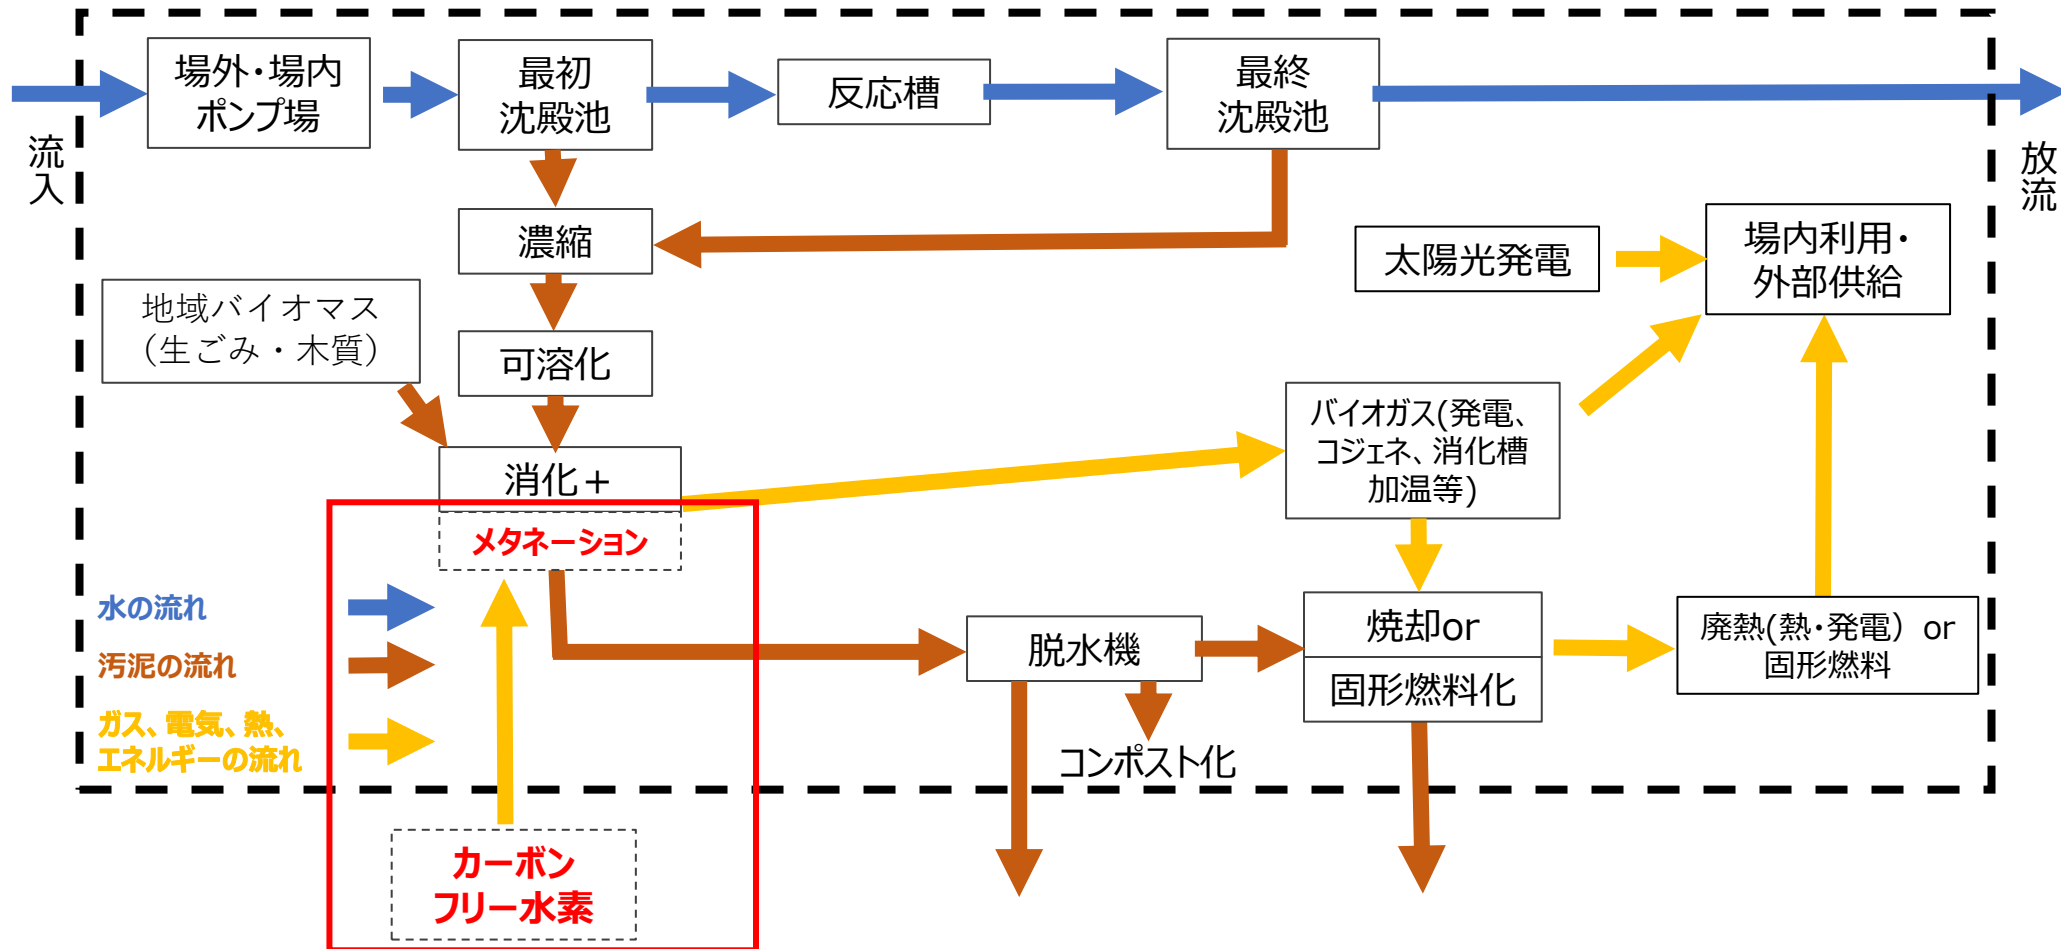 場外・場内
ポンプ場
最初
沈殿池
反応槽
最終
沈殿池
流入
放流
濃縮
太陽光発電
場内利用・
外部供給
地域バイオマス
（生ごみ・木質）
可溶化
バイオガス(発電、
コジェネ、消化槽
加温等)
消化＋
メタネーション
水の流れ
汚泥の流れ
ガス、電気、熱、
エネルギーの流れ
脱水機
焼却or
固形燃料化
廃熱(熱・発電）or
固形燃料
コンポスト化
カーボン
フリー水素